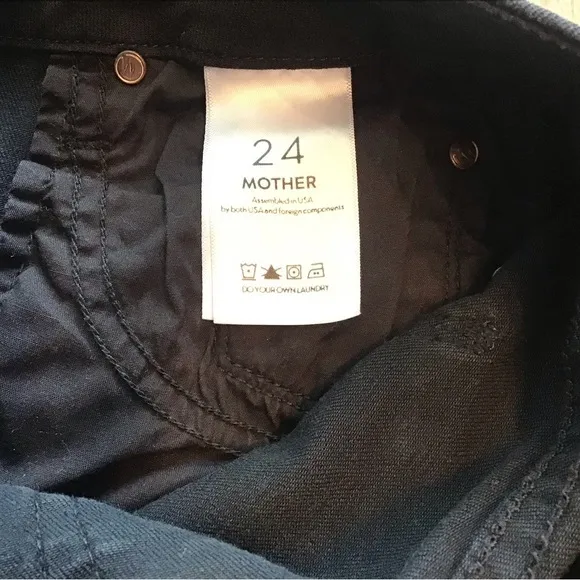 24
MOTHER
Assembled in USA
by both USA and foreign components
DO YOUR OWN LAUNDRY